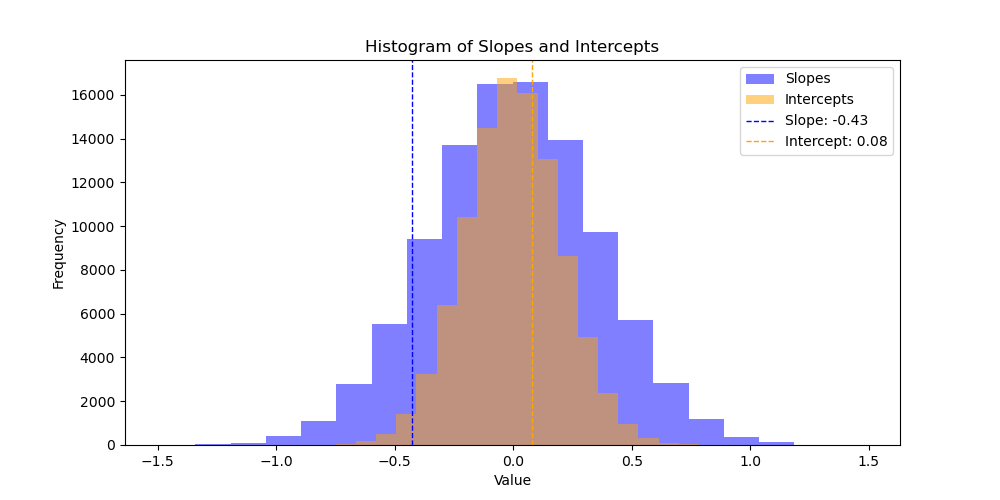 Histogram of Slopes and Intercepts
Slopes
Intercepts
Slope: -0.43
Intercept: 0.08
Frequency
16000
14000
12000
10000
8000
6000
4000
2000
0
−1.5
−1.0
−0.5
0.0
0.5
1.0
1.5
Value